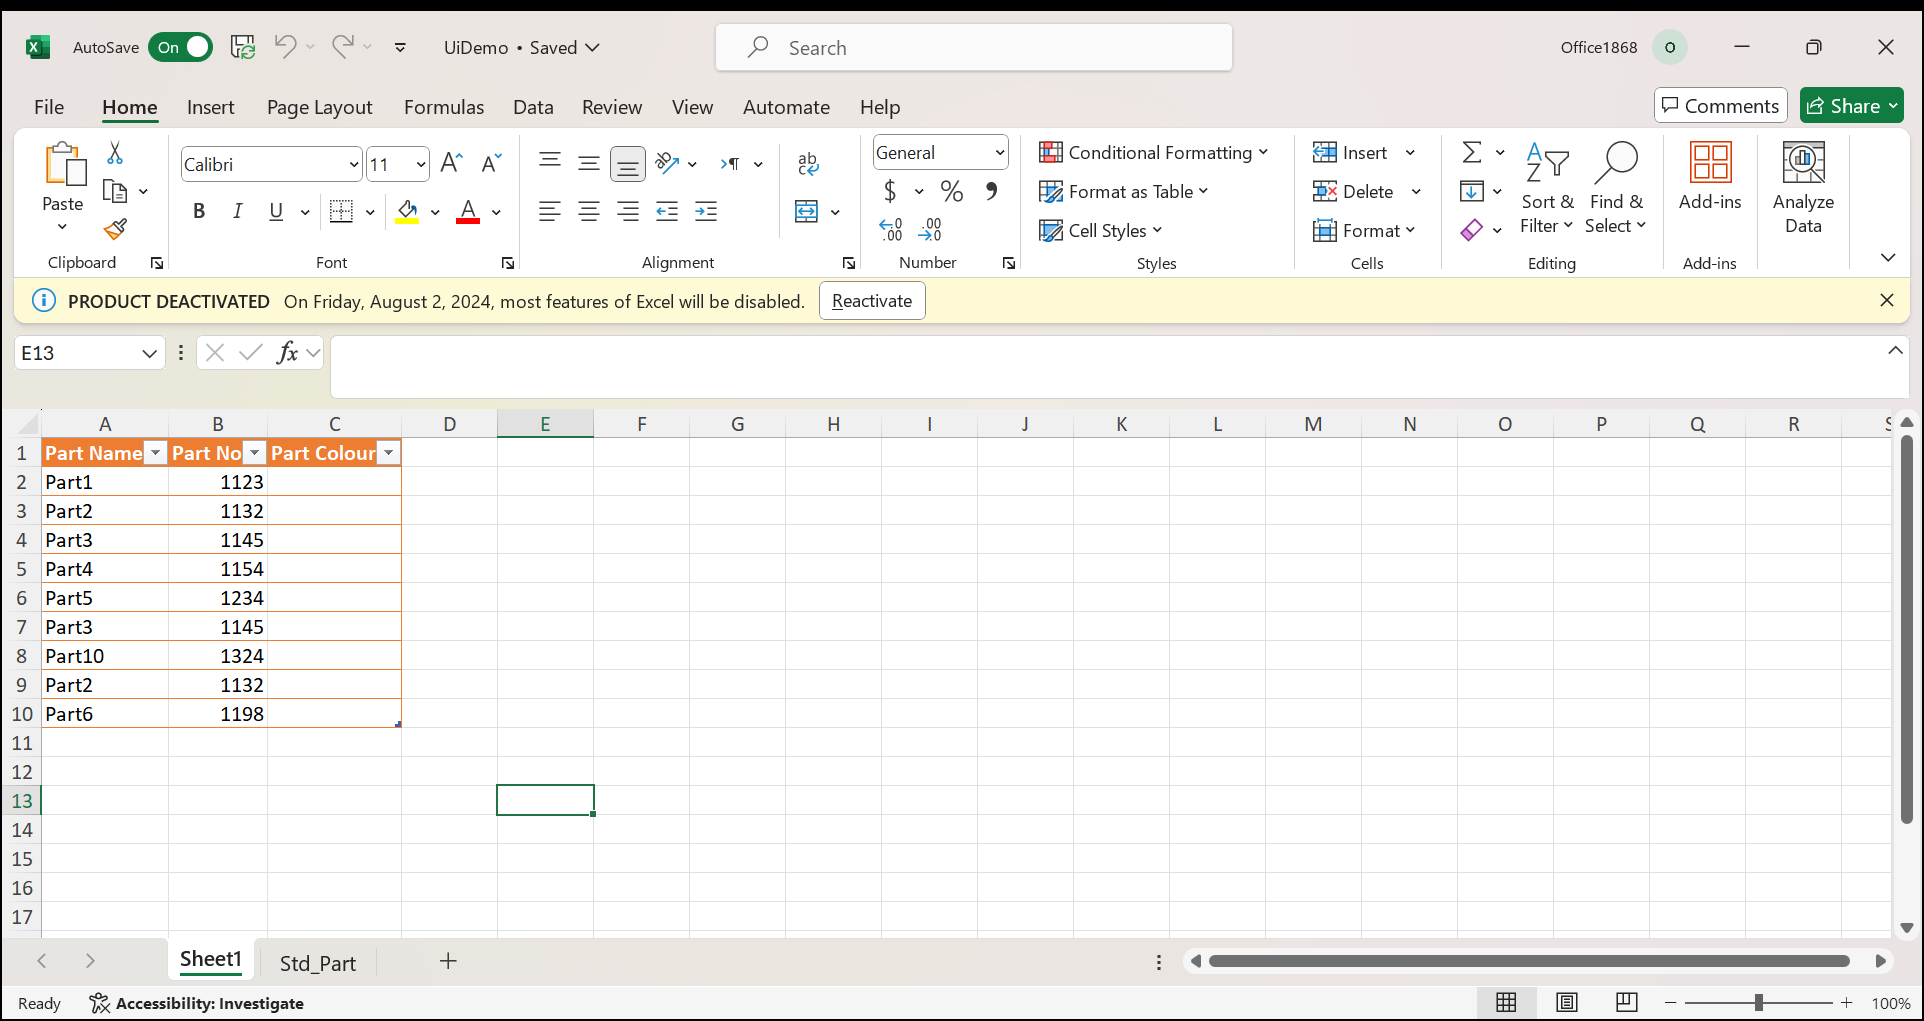 AutoSave On UiDemo • Saved Search Office1868 O
File Home Insert Page Layout Formulas Data Review View Automate Help Comments Share
Paste
Clipboard
Calibri 11
B I U
Font
ab
Alignment
General
$ % 9
Number
Conditional Formatting
Format as Table
Cell Styles
Styles
Insert
Delete
Format
Cells
Sort & Filter
Find & Select
Editing
Add-ins
Add-ins
Analyze Data
PRODUCT DEACTIVATED On Friday, August 2, 2024, most features of Excel will be disabled. Reactivate
E13 fx
A B C D E F G H I J K L M N O P Q R S
1 Part Name Part No Part Colour
2 Part1 1123
3 Part2 1132
4 Part3 1145
5 Part4 1154
6 Part5 1234
7 Part3 1145
8 Part10 1324
9 Part2 1132
10 Part6 1198
11
12
13
14
15
16
17
Sheet1 Std_Part
Ready Accessibility: Investigate 100%